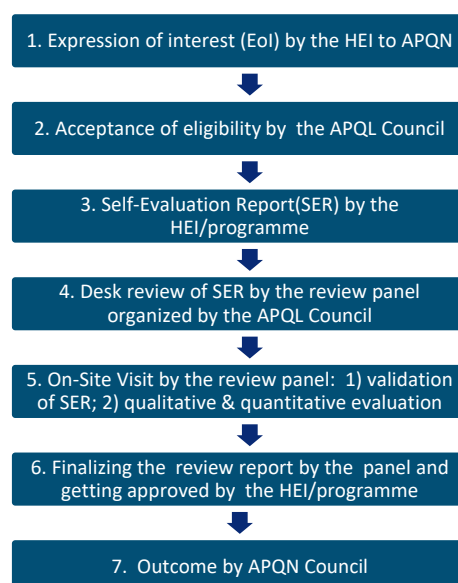 1. Expression of interest (EoI) by the HEI to APQN
2. Acceptance of eligibility by the APQL Council
3. Self-Evaluation Report(SER) by the
HEI/programme
4. Desk review of SER by the review panel
organized by the APQL Council
5. On-Site Visit by the review panel: 1) validation
of SER; 2) qualitative & quantitative evaluation
6. Finalizing the review report by the panel and
getting approved by the HEI/programme
7. Outcome by APQN Council